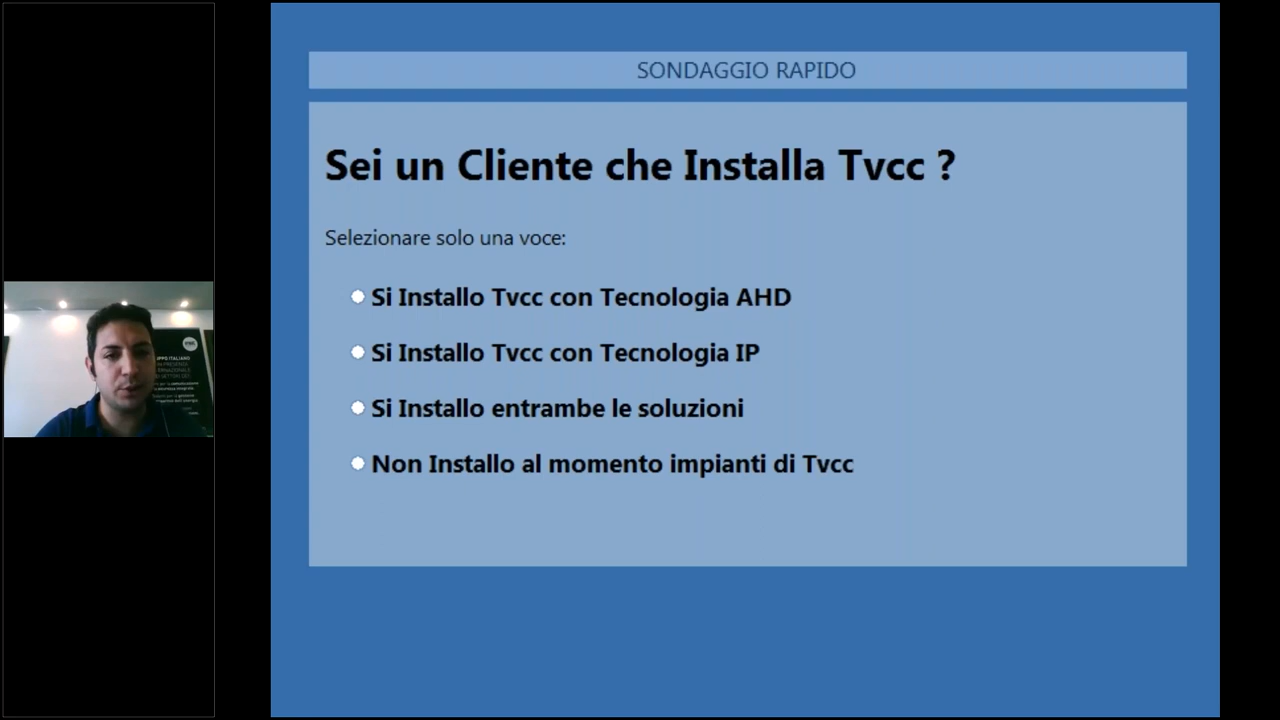 SONDAGGIO RAPIDO
Sei un Cliente che Installa Tvcc ?
Selezionare solo una voce:
Si Installo Tvcc con Tecnologia AHD
Si Installo Tvcc con Tecnologia IP
Si Installo entrambe le soluzioni
Non Installo al momento impianti di Tvcc